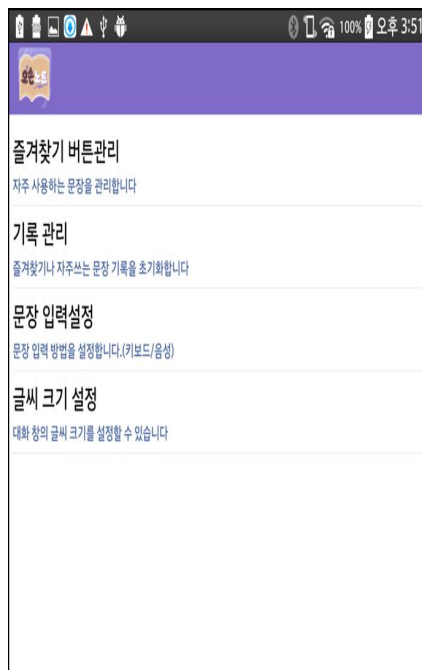 100% 오후 3:51
오손노트
즐겨찾기 버튼관리
자주 사용하는 문장을 관리합니다
기록 관리
즐겨찾기나 자주쓰는 문장 기록을 초기화합니다
문장 입력설정
문장 입력 방법을 설정합니다.(키보드/음성)
글씨 크기 설정
대화 창의 글씨 크기를 설정할 수 있습니다